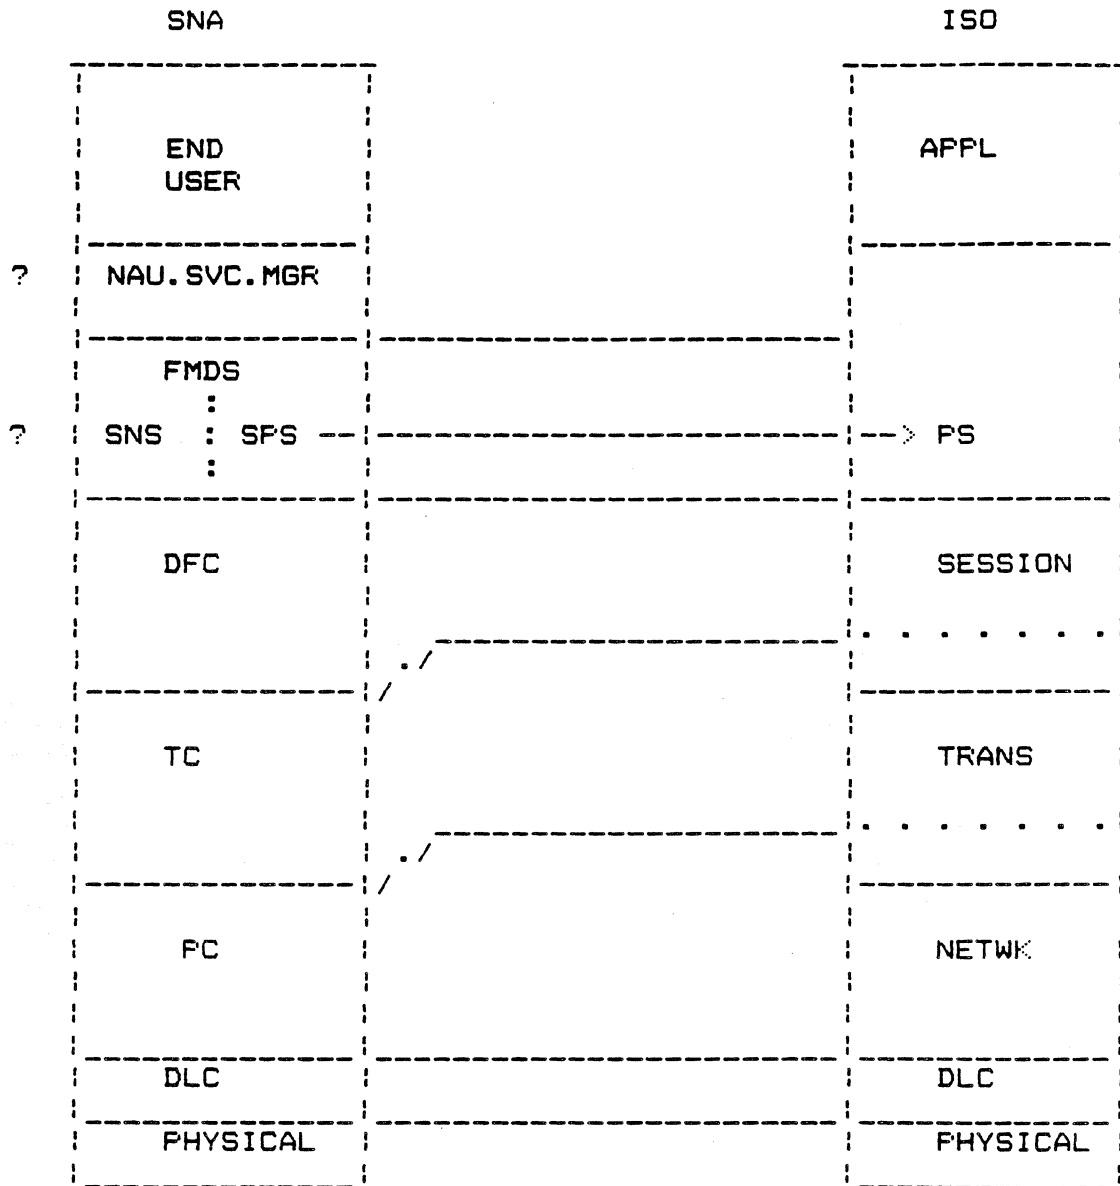 SNA ISO
END APPL
USER
? NAU.SVC.MGR
FMDS
? SNS : SPS --> PS
DFC SESSION
TC TRANS
PC NETWK
DLC DLC
PHYSICAL PHYSICAL